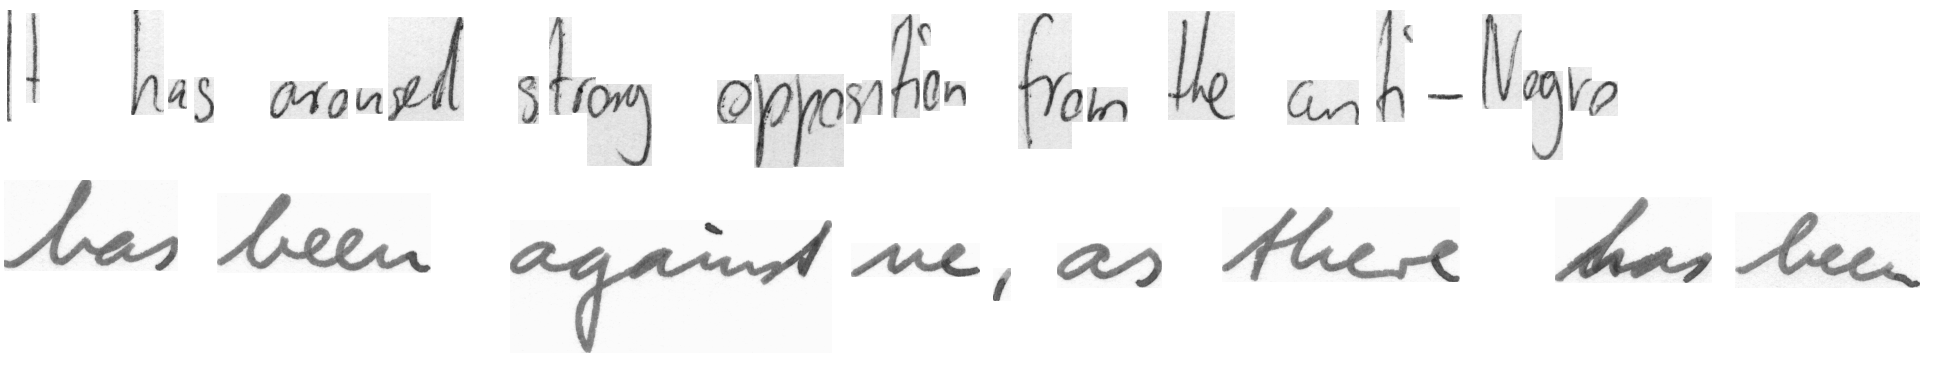 It has aroused strong opposition from the anti-Negro
has been against me, as there has been